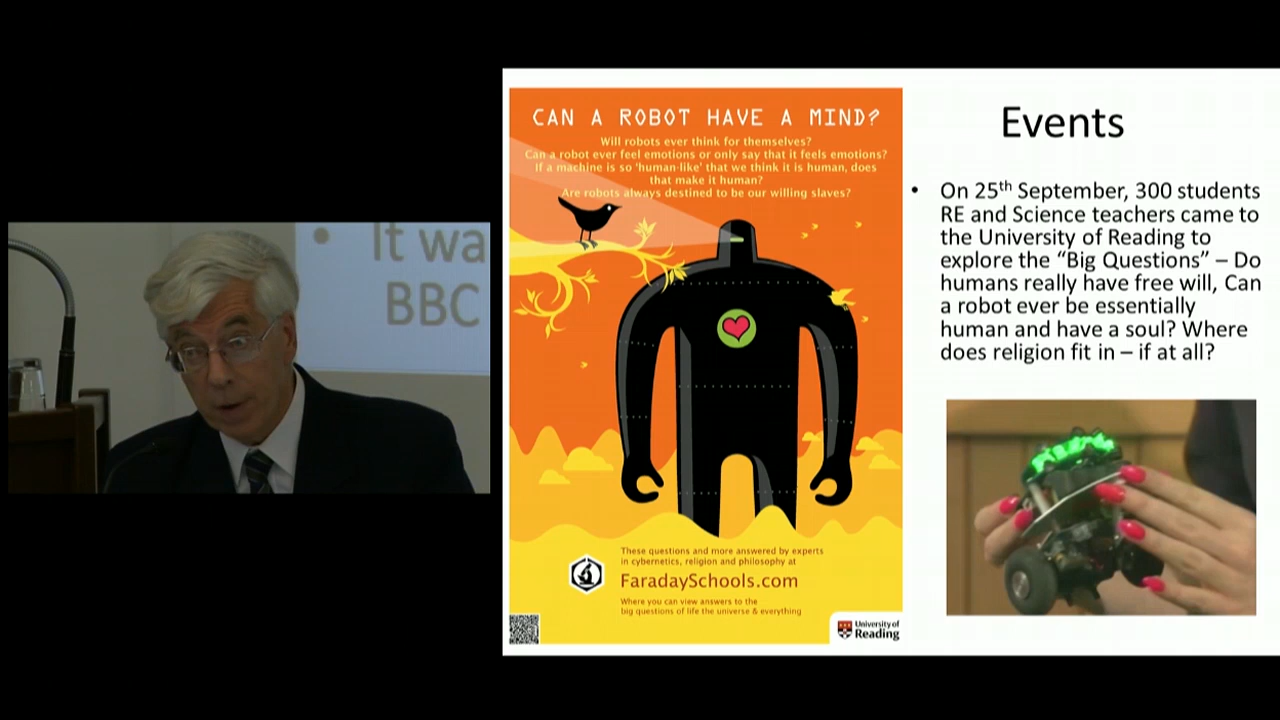 • It wa
BBC
CAN A ROBOT HAVE A MIND?
Will robots ever think for themselves?
Can a robot ever feel emotions or only say that it feels emotions?
If a machine is so 'human-like' that we think it is human, does
that make it human?
Are robots always destined to be our willing slaves?
These questions and more answered by experts
in cybernetics, religion and philosophy at
FaradaySchools.com
Where you can view answers to the
big questions of life the universe & everything
University of
Reading
Events
• On 25th September, 300 students
RE and Science teachers came to
the University of Reading to
explore the “Big Questions” – Do
humans really have free will, Can
a robot ever be essentially
human and have a soul? Where
does religion fit in – if at all?